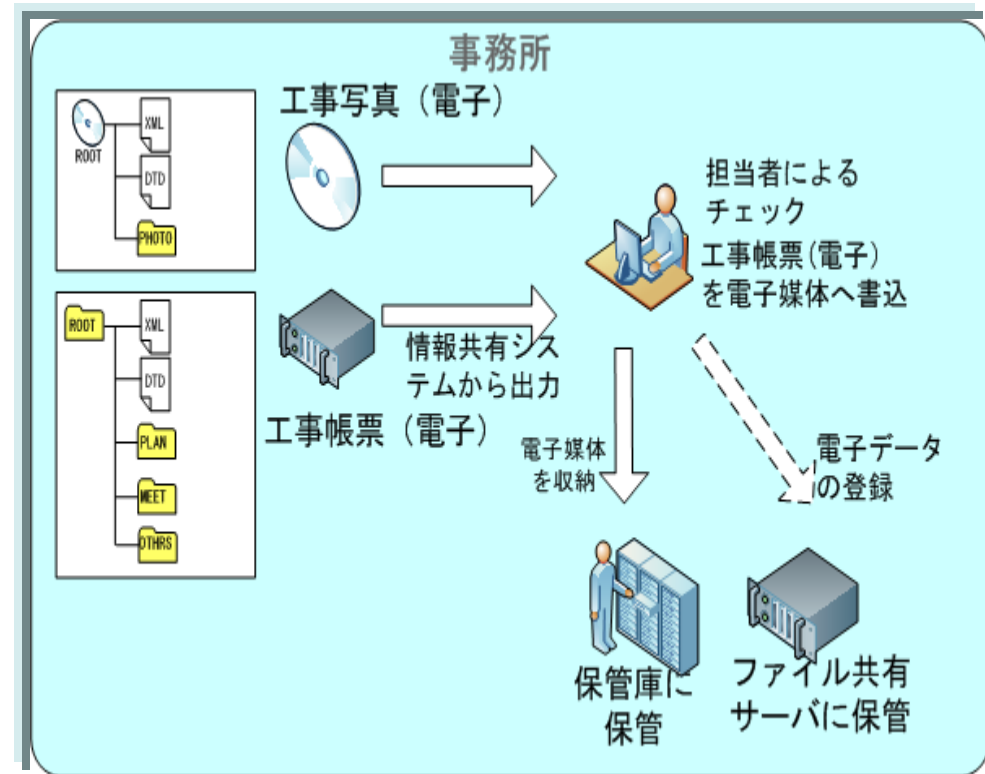 事務所
工事写真（電子）
ROOT
XML
DTD
PHOTO
担当者による
チェック
工事帳票(電子)
を電子媒体へ書込
ROOT
XML
DTD
PLAN
MEET
OTHRS
情報共有シス
テムから出力
工事帳票（電子）
電子媒体
を収納
電子データ
の登録
保管庫に
保管
ファイル共有
サーバに保管